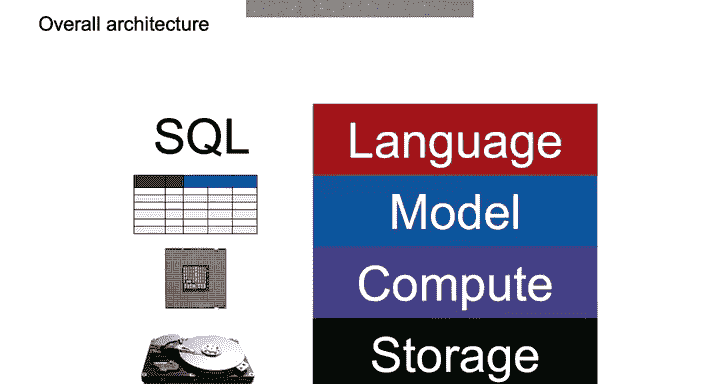 Overall architecture
SQL
Language
Model
Compute
Storage